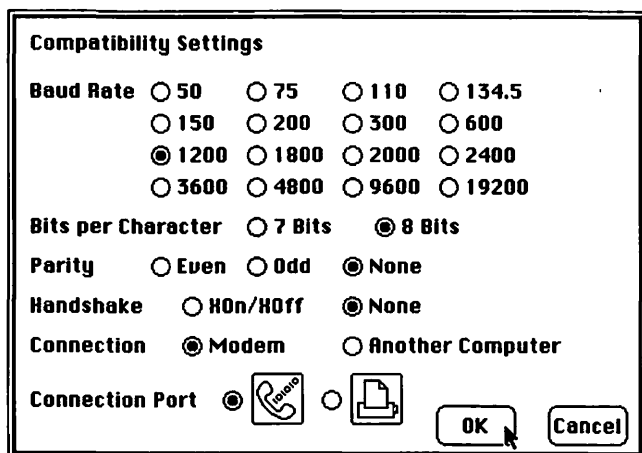 Compatibility Settings
Baud Rate 50 75 110 134.5
150 200 300 600
1200 1800 2000 2400
3600 4800 9600 19200
Bits per Character 7 Bits 8 Bits
Parity Even Odd None
Handshake XOn/XOff None
Connection Modem Another Computer
Connection Port
OK Cancel